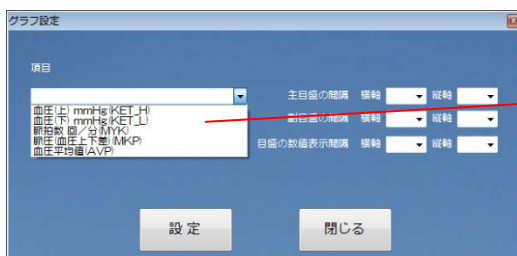 グラフ設定
項目
主目盛の間隔 横軸 縦軸
血圧(上) mmHg(KET_H)
血圧(下) mmHg(KET_L)
脈拍数 回/分(MYK)
脈圧(血圧上下差)(MKP)
血圧平均値(AVP)
副目盛の間隔 横軸 縦軸
目盛の数値表示間隔 横軸 縦軸
設 定
閉じる